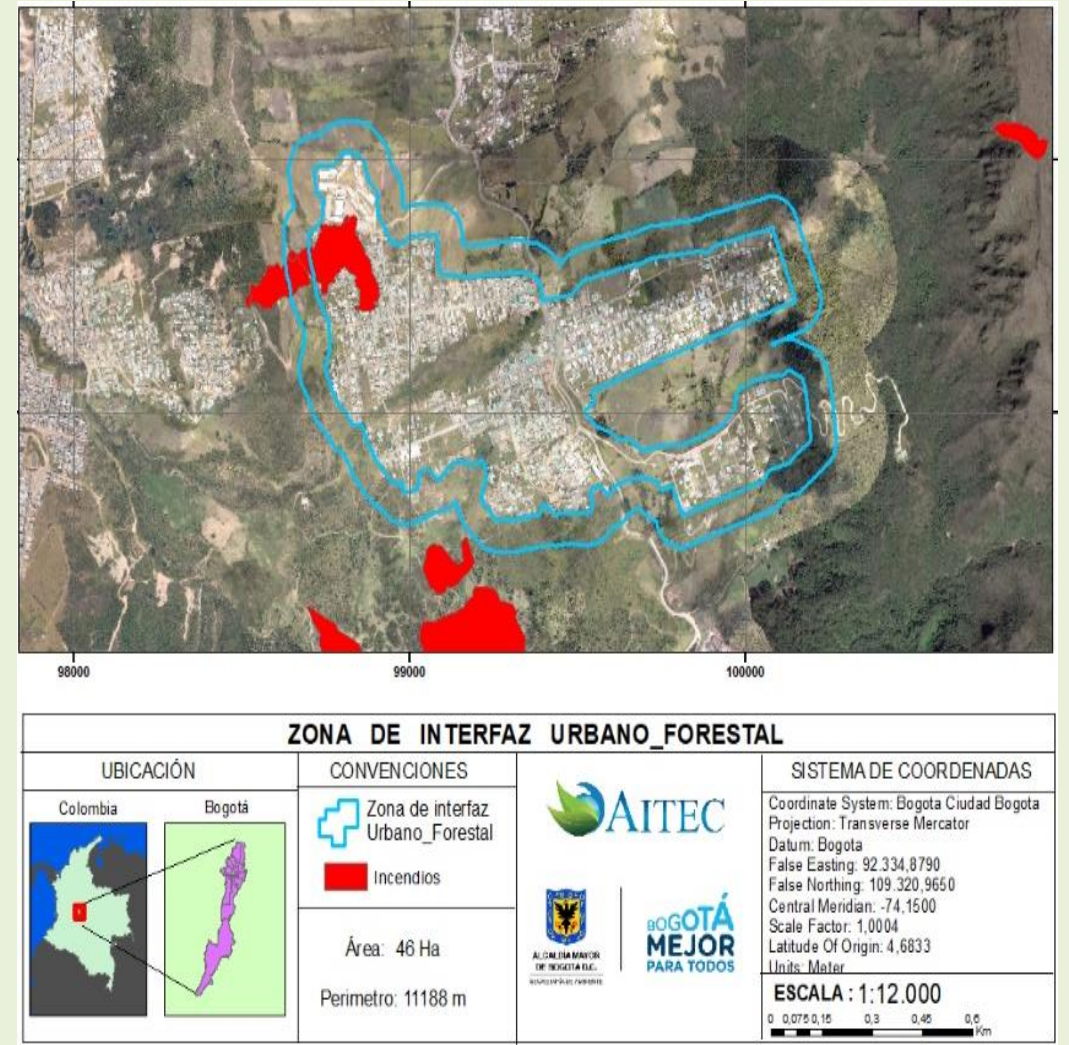 98000
99000
100000
ZONA DE INTERFAZ URBANO_FORESTAL
UBICACIÓN
Colombia
Bogotá
CONVENCIONES
Zona de interfaz
Urbano_Forestal
Incendios
Área: 46 Ha
Perimetro: 11188 m
AITEC
ALCALDÍA MAYOR
DE BOGOTÁ D.C.
BOGOTÁ
MEJOR
PARA TODOS
SISTEMA DE COORDENADAS
Coordinate System: Bogota Ciudad Bogota
Projection: Transverse Mercator
Datum: Bogota
False Easting: 92.334,8790
False Northing: 109.320,9650
Central Meridian: -74,1500
Scale Factor: 1,0004
Latitude Of Origin: 4,6833
Units: Meter
ESCALA : 1:12.000
0 0,075 0,15 0,3 0,45 0,6
Km